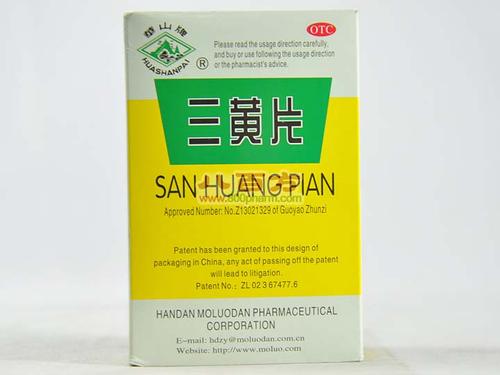 華山牌
HUASHANPAI
®
OTC
Please read the usage direction carefully,
and buy or use following the usage direction
or the pharmacist's advice.
三黄片
SAN HUANG PIAN
www.800pharm.com
Approved Number: No.Z13021329 of Guoyao Zhunzi
Patent has been granted to this design of
packaging in China, any act of passing off the patent
will lead to litigation.
Patent No.: ZL 02 3 67477.6
HANDAN MOLUODAN PHARMACEUTICAL
CORPORATION
E-mail: hdzy@moluodan.com.cn
Website: http://www.moluo.com